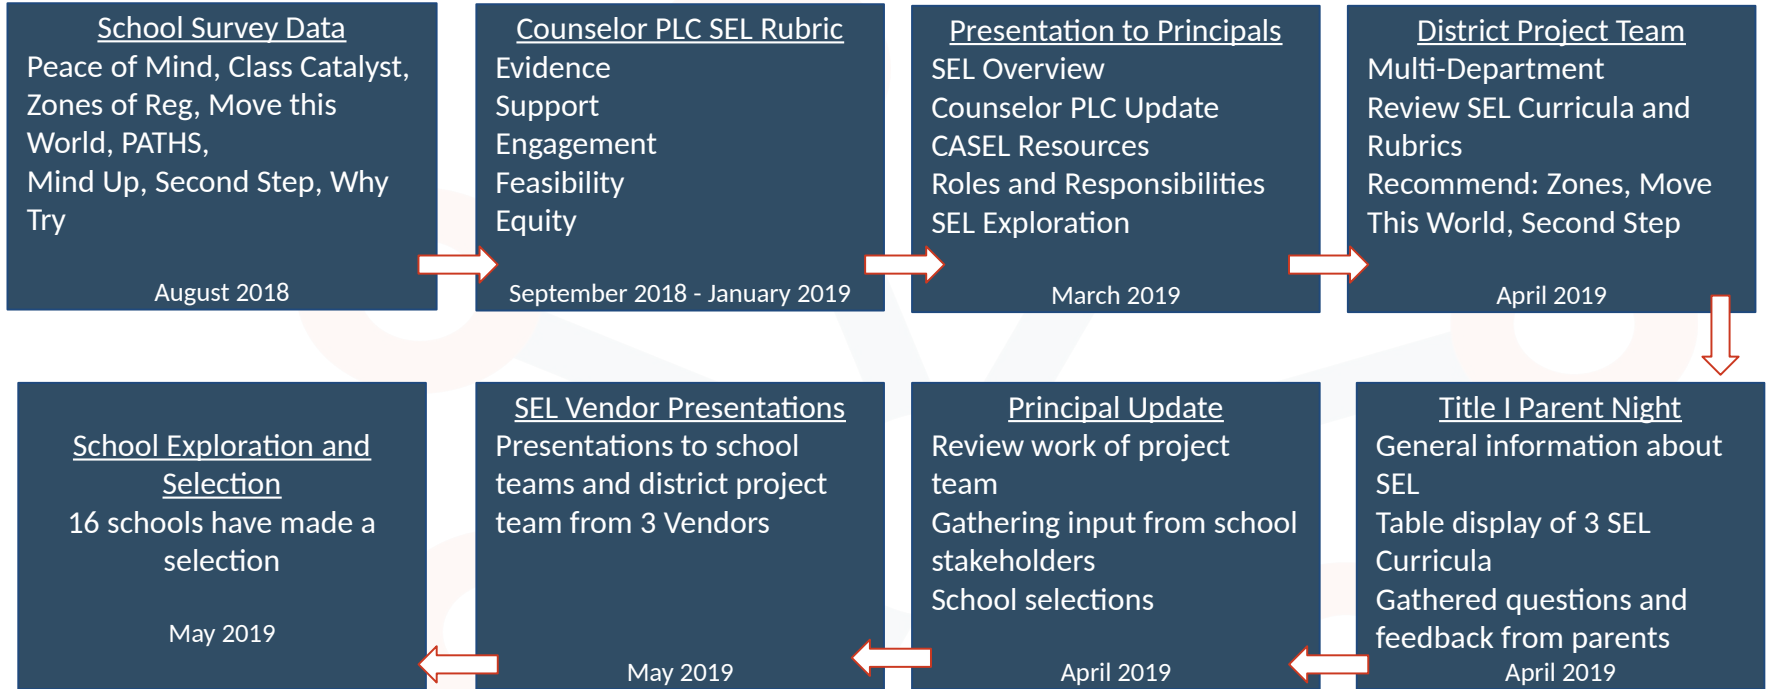 School Survey Data
Peace of Mind, Class Catalyst,
Zones of Reg, Move this
World, PATHS,
Mind Up, Second Step, Why
Try
August 2018
Counselor PLC SEL Rubric
Evidence
Support
Engagement
Feasibility
Equity
September 2018 - January 2019
Presentation to Principals
SEL Overview
Counselor PLC Update
CASEL Resources
Roles and Responsibilities
SEL Exploration
March 2019
District Project Team
Multi-Department
Review SEL Curricula and
Rubrics
Recommend: Zones, Move
This World, Second Step
April 2019
Title I Parent Night
General information about
SEL
Table display of 3 SEL
Curricula
Gathered questions and
feedback from parents
April 2019
Principal Update
Review work of project
team
Gathering input from school
stakeholders
School selections
April 2019
SEL Vendor Presentations
Presentations to school
teams and district project
team from 3 Vendors
May 2019
School Exploration and
Selection
16 schools have made a
selection
May 2019